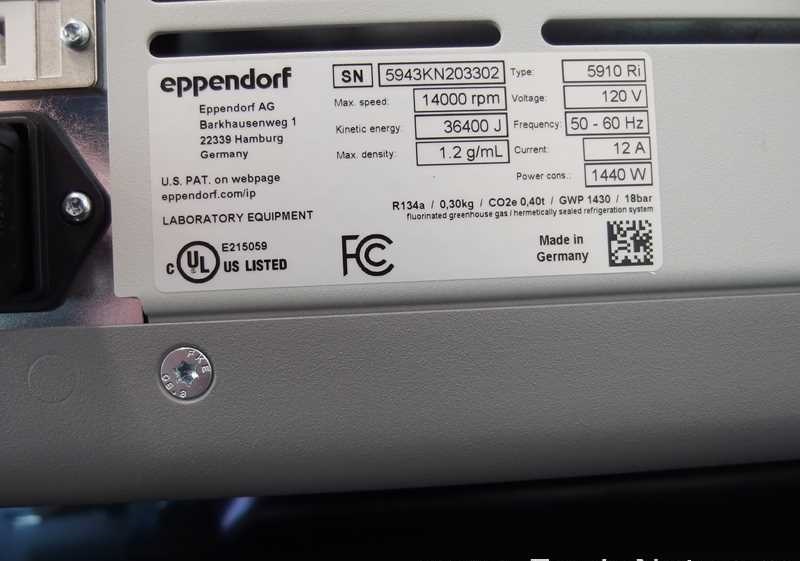 eppendorf
Eppendorf AG
Barkhausenweg 1
22339 Hamburg
Germany
U.S. PAT. on webpage
eppendorf.com/ip
LABORATORY EQUIPMENT
E215059
c UL US LISTED
FC
SN 5943KN203302 Type: 5910 Ri
Max. speed: 14000 rpm Voltage: 120 V
Kinetic energy: 36400 J Frequency: 50 - 60 Hz
Max. density: 1.2 g/mL Current: 12 A
Power cons.: 1440 W
R134a / 0,30kg / CO2e 0,40t / GWP 1430 / 18bar
fluorinated greenhouse gas / hermetically sealed refrigeration system
Made in
Germany